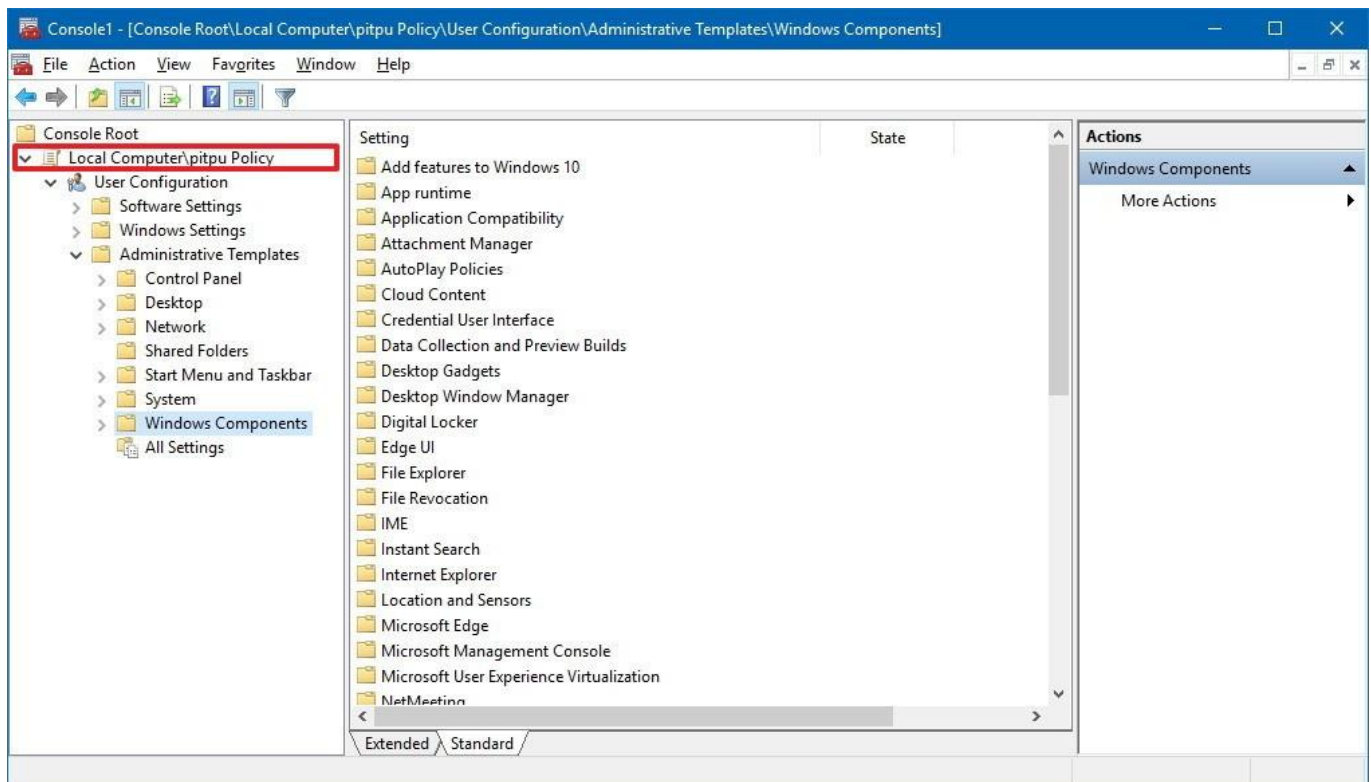 Console1 - [Console Root\Local Computer\pitpu Policy\User Configuration\Administrative Templates\Windows Components]
File Action View Favorites Window Help
Console Root
Local Computer\pitpu Policy
User Configuration
Software Settings
Windows Settings
Administrative Templates
Control Panel
Desktop
Network
Shared Folders
Start Menu and Taskbar
System
Windows Components
All Settings
Setting State
Add features to Windows 10
App runtime
Application Compatibility
Attachment Manager
AutoPlay Policies
Cloud Content
Credential User Interface
Data Collection and Preview Builds
Desktop Gadgets
Desktop Window Manager
Digital Locker
Edge UI
File Explorer
File Revocation
IME
Instant Search
Internet Explorer
Location and Sensors
Microsoft Edge
Microsoft Management Console
Microsoft User Experience Virtualization
NetMeeting
Extended Standard
Actions
Windows Components
More Actions